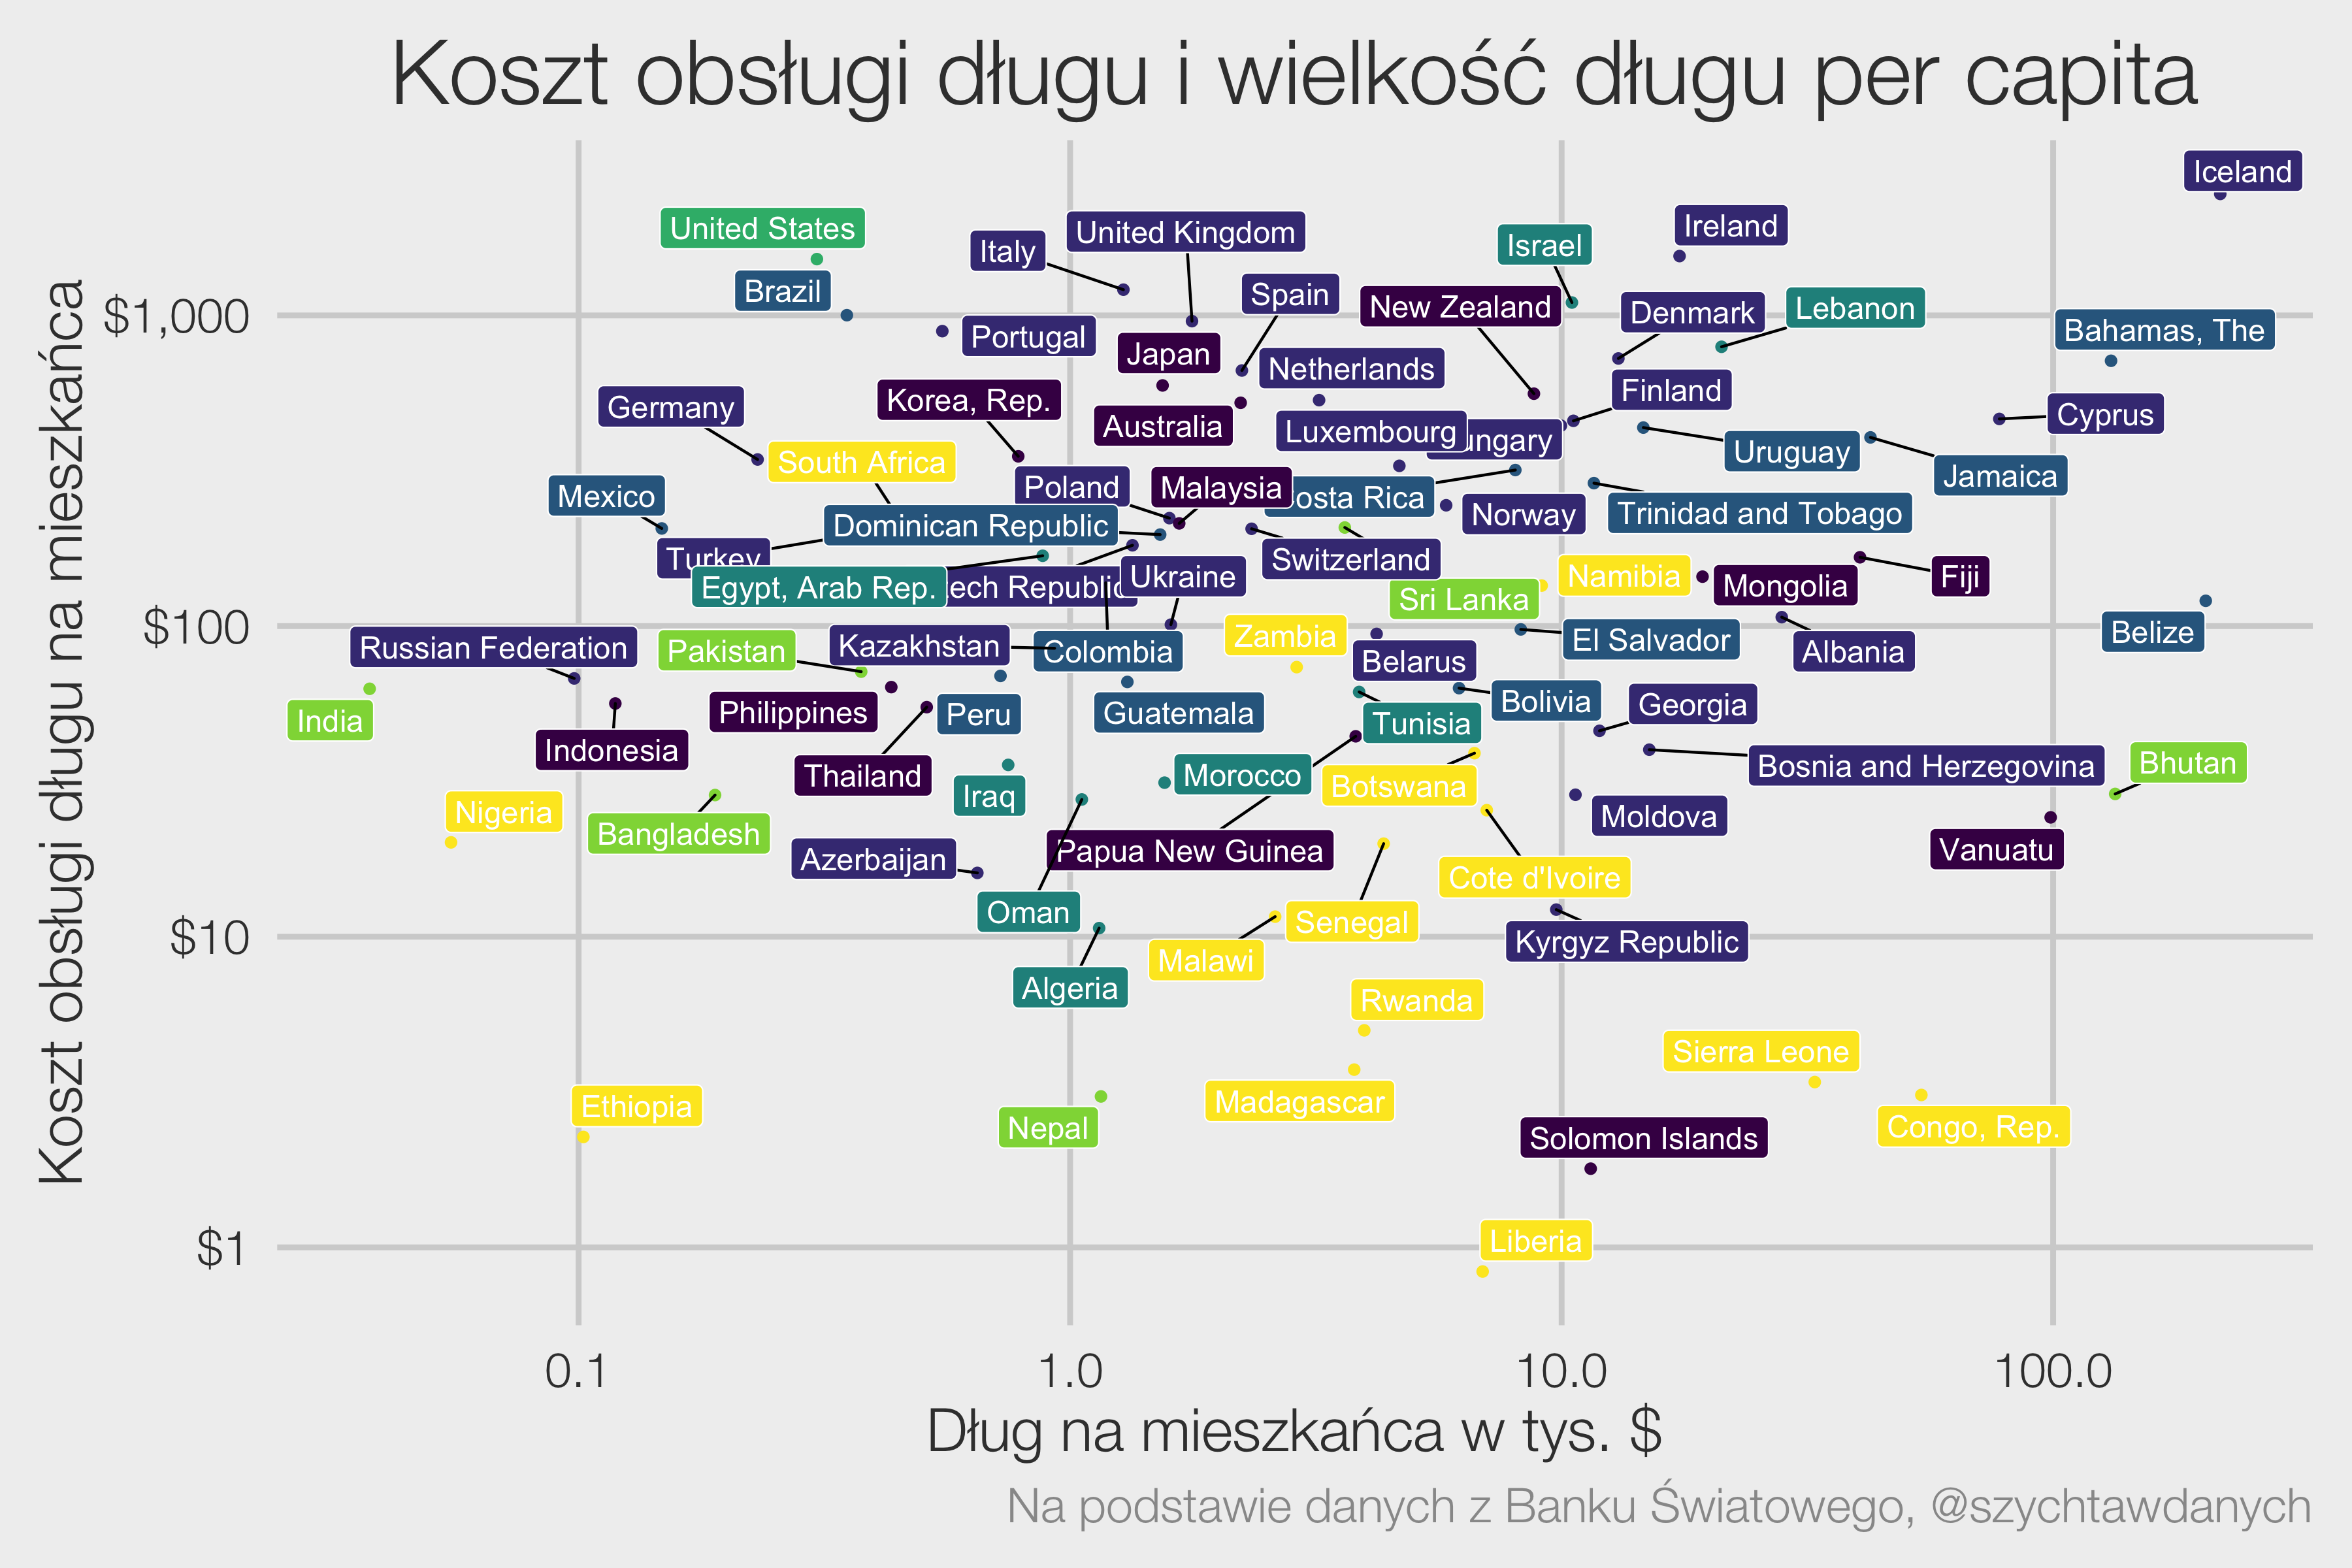 Koszt obsługi długu i wielkość długu per capita
Koszt obsługi długu na mieszkańca
$1,000
$100
$10
$1
Iceland
United States
Italy
United Kingdom
Israel
Ireland
Brazil
Spain
New Zealand
Denmark
Lebanon
Portugal
Japan
Bahamas, The
Netherlands
Germany
Korea, Rep.
Australia
Finland
Cyprus
Luxembourg
ungary
South Africa
Uruguay
Mexico
Poland
Malaysia
osta Rica
Jamaica
Dominican Republic
Norway
Trinidad and Tobago
Turkey
Switzerland
Egypt, Arab Rep.
ech Republic
Ukraine
Sri Lanka
Namibia
Mongolia
Fiji
Russian Federation
Pakistan
Kazakhstan
Colombia
Zambia
Belarus
El Salvador
Albania
Belize
India
Philippines
Peru
Guatemala
Tunisia
Bolivia
Georgia
Indonesia
Thailand
Iraq
Morocco
Botswana
Bosnia and Herzegovina
Bhutan
Nigeria
Bangladesh
Moldova
Azerbaijan
Papua New Guinea
Vanuatu
Cote d'Ivoire
Oman
Senegal
Kyrgyz Republic
Malawi
Algeria
Rwanda
Sierra Leone
Ethiopia
Madagascar
Nepal
Congo, Rep.
Solomon Islands
Liberia
0.1
1.0
10.0
100.0
Dług na mieszkańca w tys. $
Na podstawie danych z Banku Światowego, @szychtawdanych